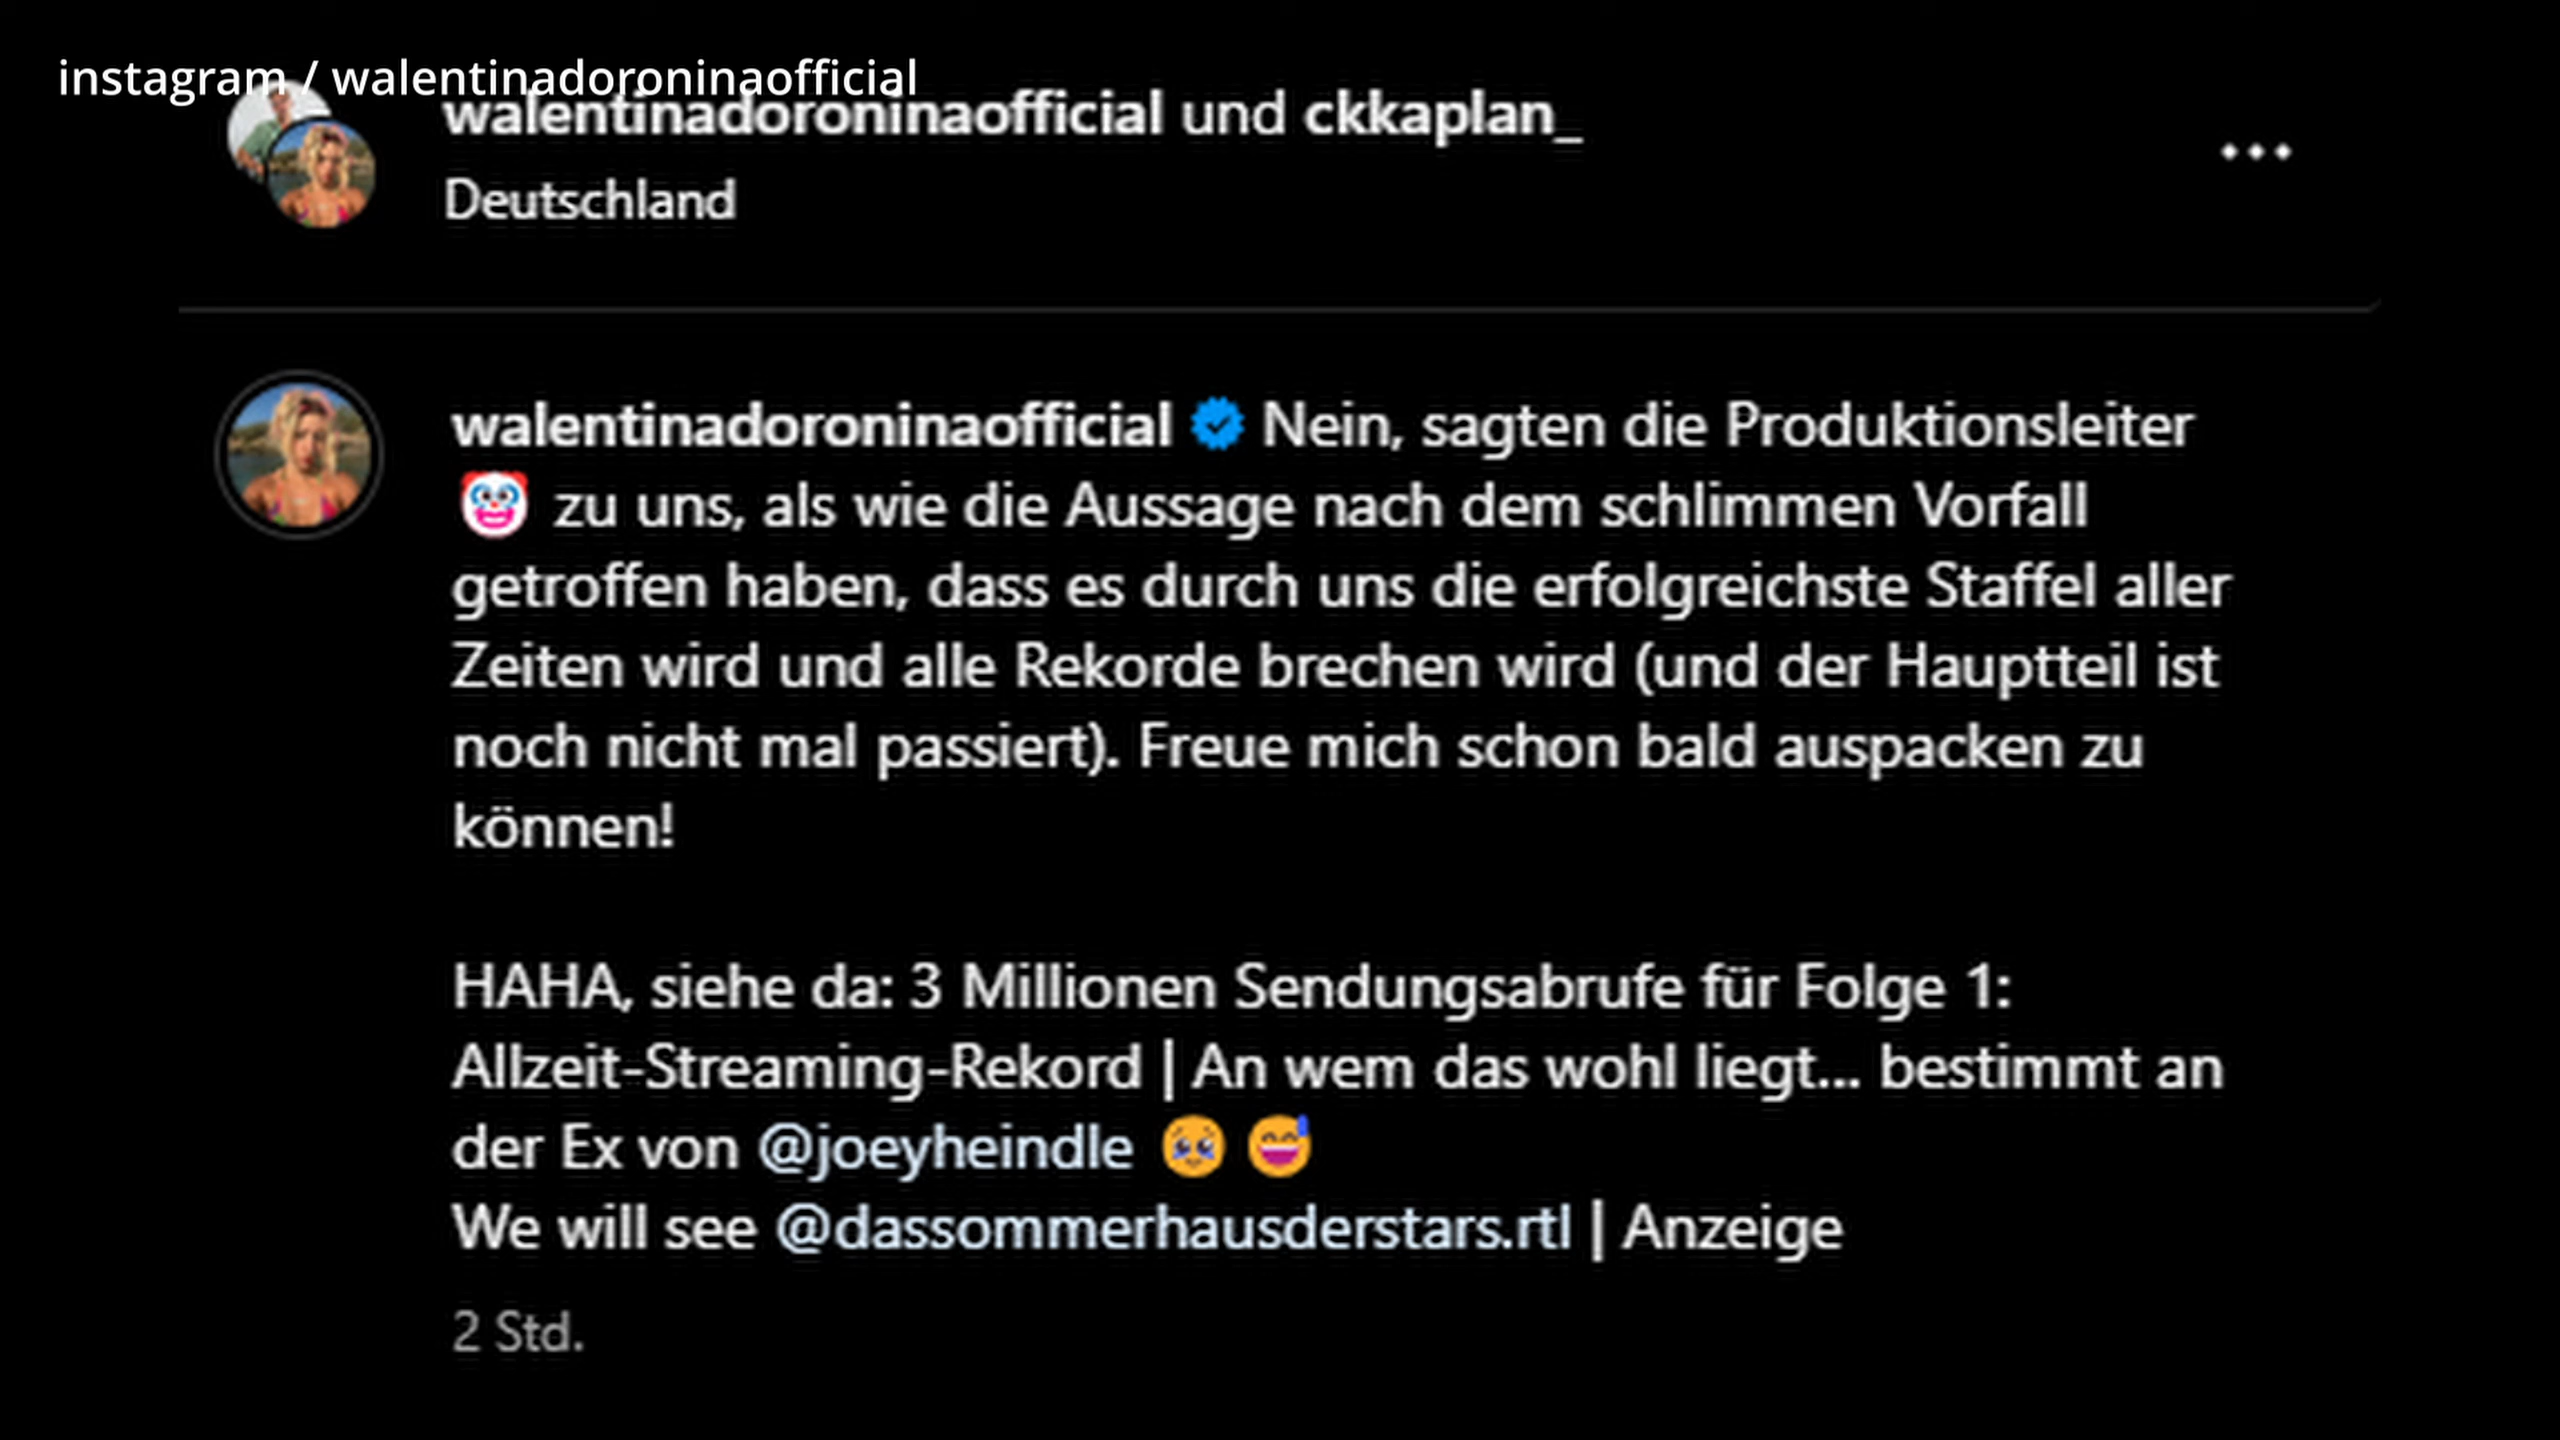 instagram / walentinadoroninaofficial
walentinadoroninaofficial und ckkaplan_
Deutschland
walentinadoroninaofficial Nein, sagten die Produktionsleiter
🤡 zu uns, als wie die Aussage nach dem schlimmen Vorfall
getroffen haben, dass es durch uns die erfolgreichste Staffel aller
Zeiten wird und alle Rekorde brechen wird (und der Hauptteil ist
noch nicht mal passiert). Freue mich schon bald auspacken zu
können!
HAHA, siehe da: 3 Millionen Sendungsabrufe für Folge 1:
Allzeit-Streaming-Rekord | An wem das wohl liegt... bestimmt an
der Ex von @joeyheindle 🥹 😅
We will see @dassommerhausderstars.rtl | Anzeige
2 Std.